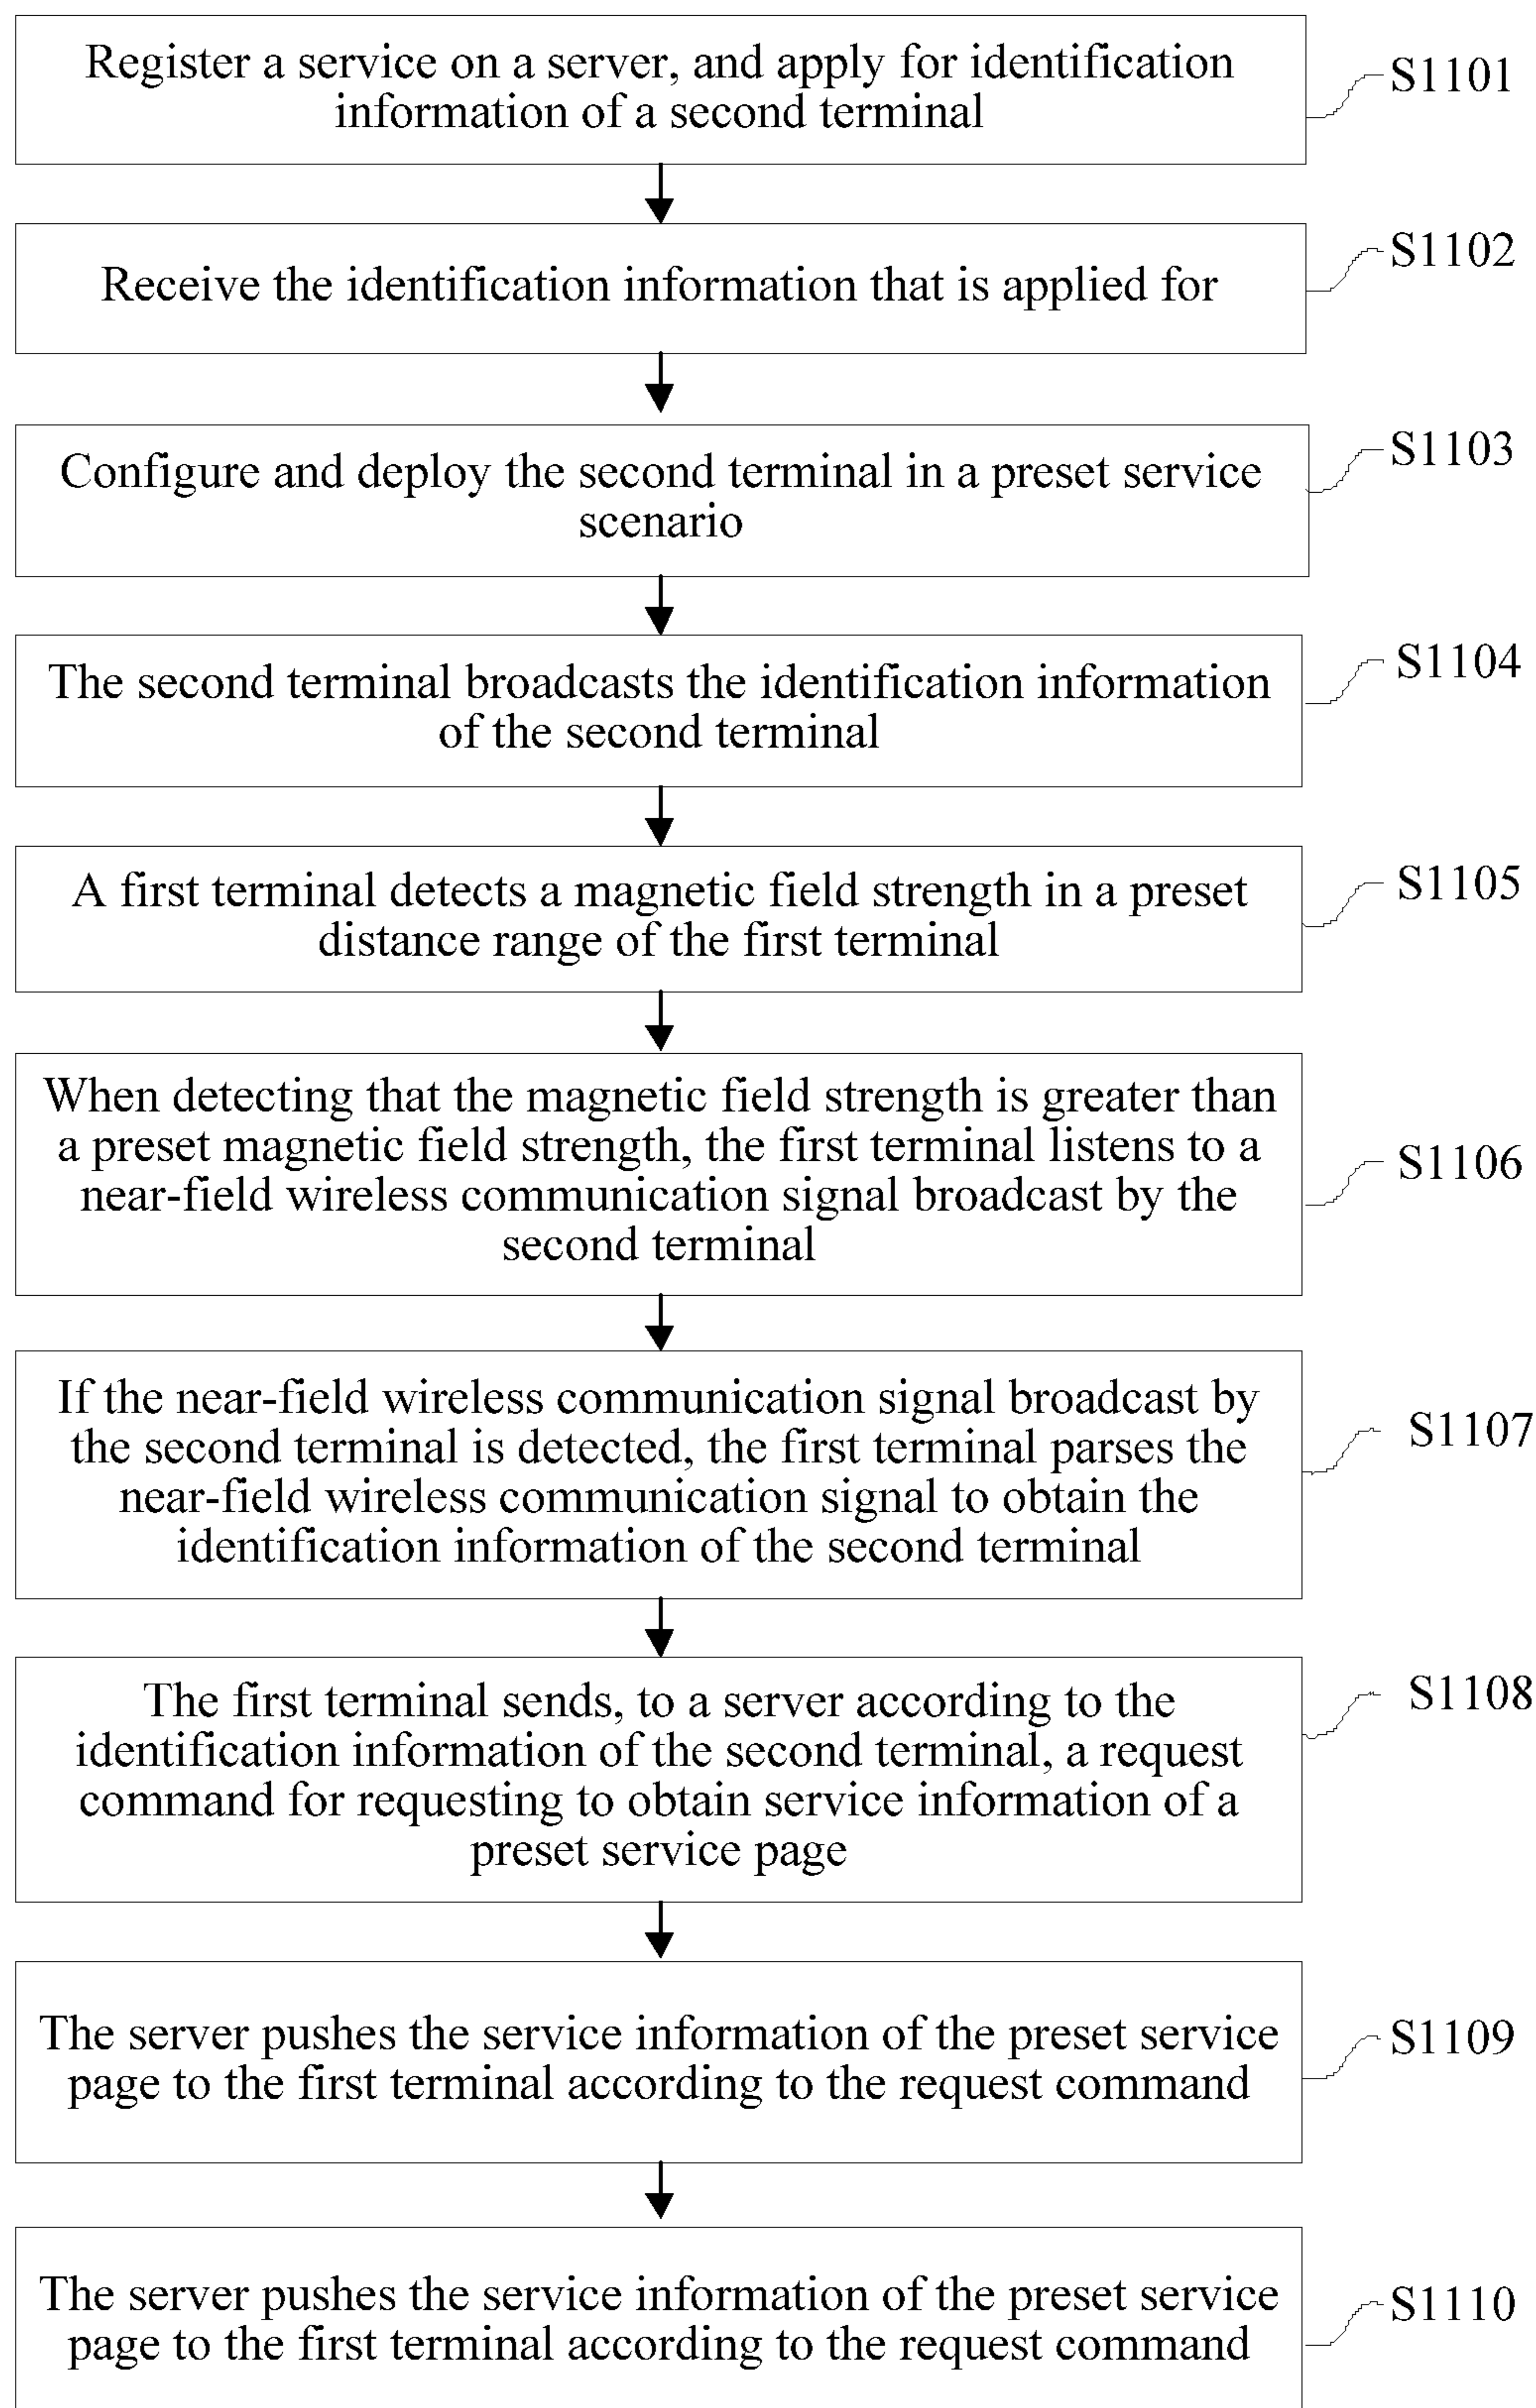 Register a service on a server, and apply for identification
information of a second terminal
S1101
Receive the identification information that is applied for
S1102
Configure and deploy the second terminal in a preset service
scenario
S1103
The second terminal broadcasts the identification information
of the second terminal
S1104
A first terminal detects a magnetic field strength in a preset
distance range of the first terminal
S1105
When detecting that the magnetic field strength is greater than
a preset magnetic field strength, the first terminal listens to a
near-field wireless communication signal broadcast by the
second terminal
S1106
If the near-field wireless communication signal broadcast by
the second terminal is detected, the first terminal parses the
near-field wireless communication signal to obtain the
identification information of the second terminal
S1107
The first terminal sends, to a server according to the
identification information of the second terminal, a request
command for requesting to obtain service information of a
preset service page
S1108
The server pushes the service information of the preset service
page to the first terminal according to the request command
S1109
The server pushes the service information of the preset service
page to the first terminal according to the request command
S1110